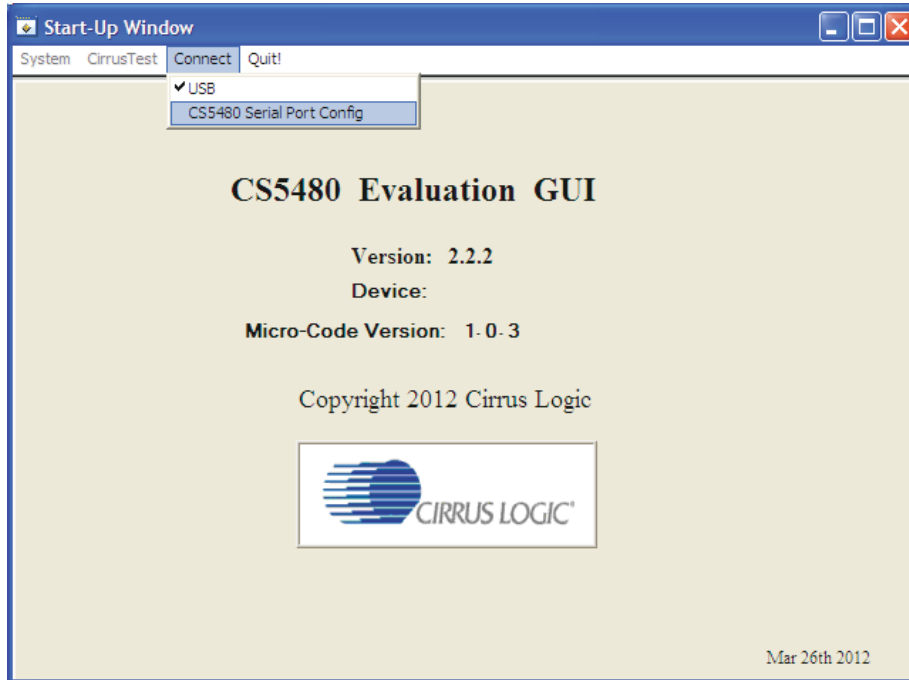 Start-Up Window
System CirrusTest Connect Quit!
✔USB
CS5480 Serial Port Config
CS5480 Evaluation GUI
Version: 2.2.2
Device:
Micro-Code Version: 1-0-3
Copyright 2012 Cirrus Logic
CIRRUS LOGIC®
Mar 26th 2012